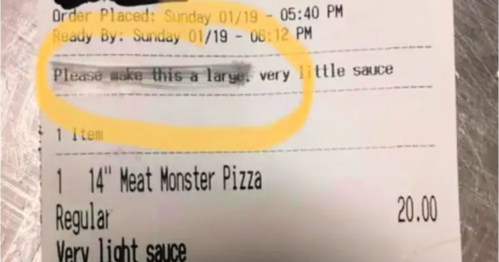 Order Placed: Sunday 01/19 - 05:40 PM
Ready By: Sunday 01/19 - 06:12 PM
Please make this a large, very little sauce
1 Item
1 14" Meat Monster Pizza
Regular 20.00
Very light sauce